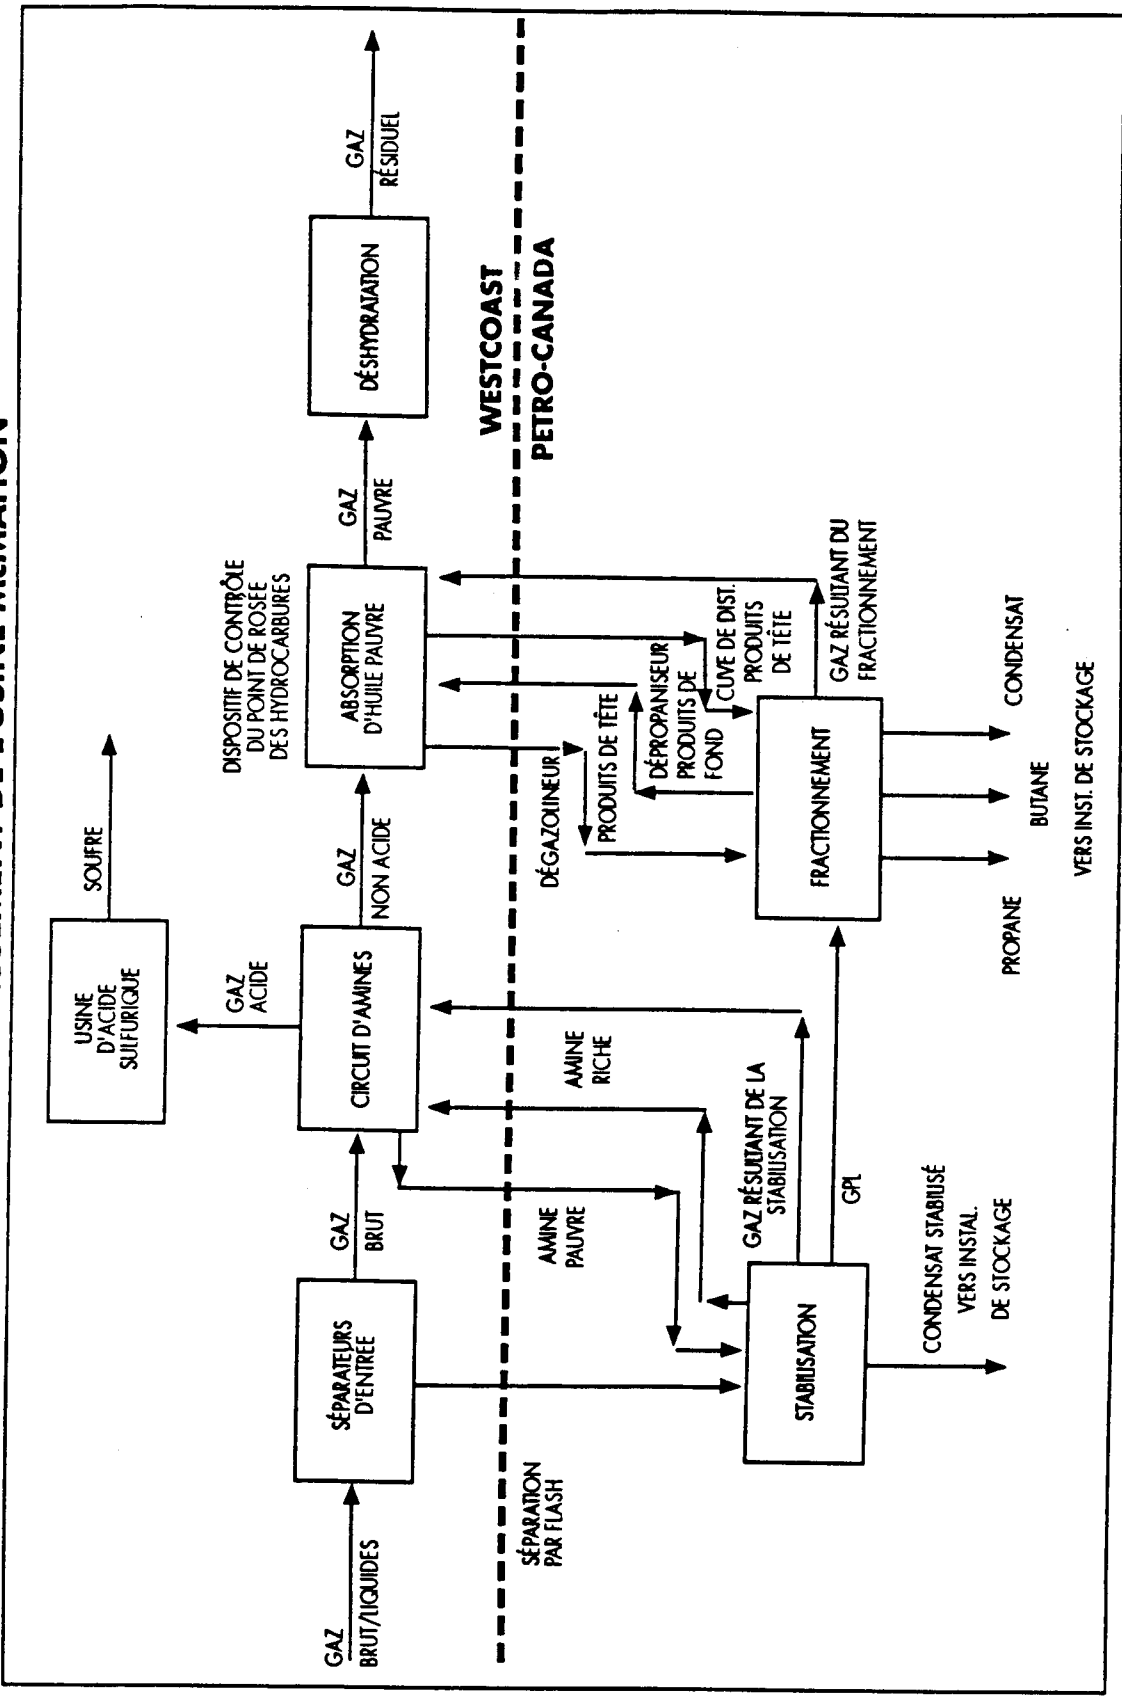 SOUFRE
USINE
D'ACIDE
SULFURIQUE
GAZ
ACIDE
DISPOSITIF DE CONTRÔLE
DU POINT DE ROSÉE
DES HYDROCARBURES
GAZ
BRUT/LIQUIDES
SÉPARATEURS
D'ENTRÉE
GAZ
BRUT
CIRCUIT D'AMINES
GAZ
NON ACIDE
ABSORPTION
D'HUILE PAUVRE
GAZ
PAUVRE
DÉSHYDRATATION
GAZ
RÉSIDUEL
WESTCOAST
PETRO-CANADA
SÉPARATION
PAR FLASH
AMINE
PAUVRE
AMINE
RICHE
DÉGAZOLINEUR
PRODUITS DE TÊTE
DÉPROPANISEUR
PRODUITS DE
FOND
CUVE DE DIST.
PRODUITS
DE TÊTE
GAZ RÉSULTANT DE LA
STABILISATION
GAZ RÉSULTANT DU
FRACTIONNEMENT
STABILISATION
GPL
FRACTIONNEMENT
CONDENSAT STABILISÉ
VERS INSTAL.
DE STOCKAGE
PROPANE
BUTANE
CONDENSAT
VERS INST. DE STOCKAGE